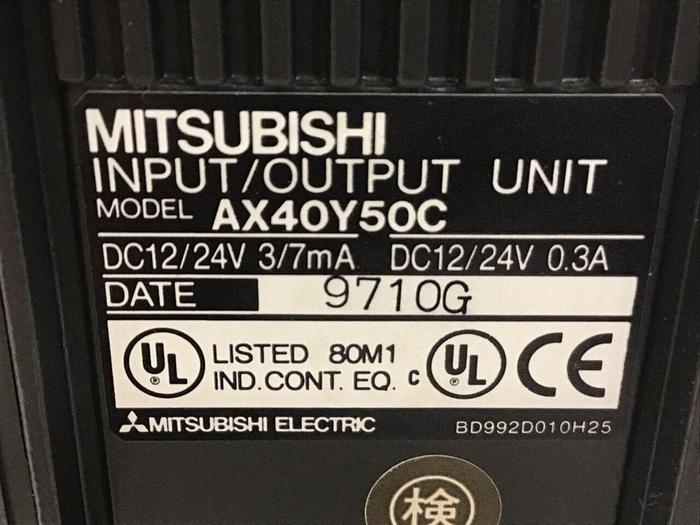 MITSUBISHI
INPUT/OUTPUT UNIT
MODEL AX40Y50C
DC12/24V 3/7mA DC12/24V 0.3A
DATE 9710G
UL LISTED 80M1 IND.CONT. EQ. c UL CE
MITSUBISHI ELECTRIC BD992D010H25
検